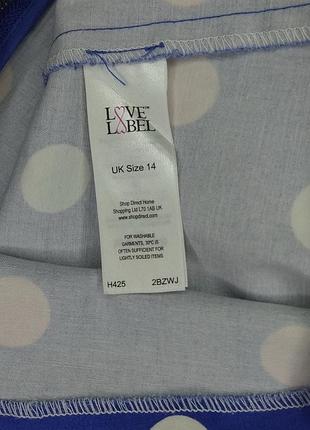 LOVE
LABEL
UK Size 14
Shop Direct Home
Shopping Ltd L70 1AB UK
www.shopdirect.com
FOR WASHABLE
GARMENTS, 30ºC IS
OFTEN SUFFICIENT FOR
LIGHTLY SOILED ITEMS
H425 2BZWJ